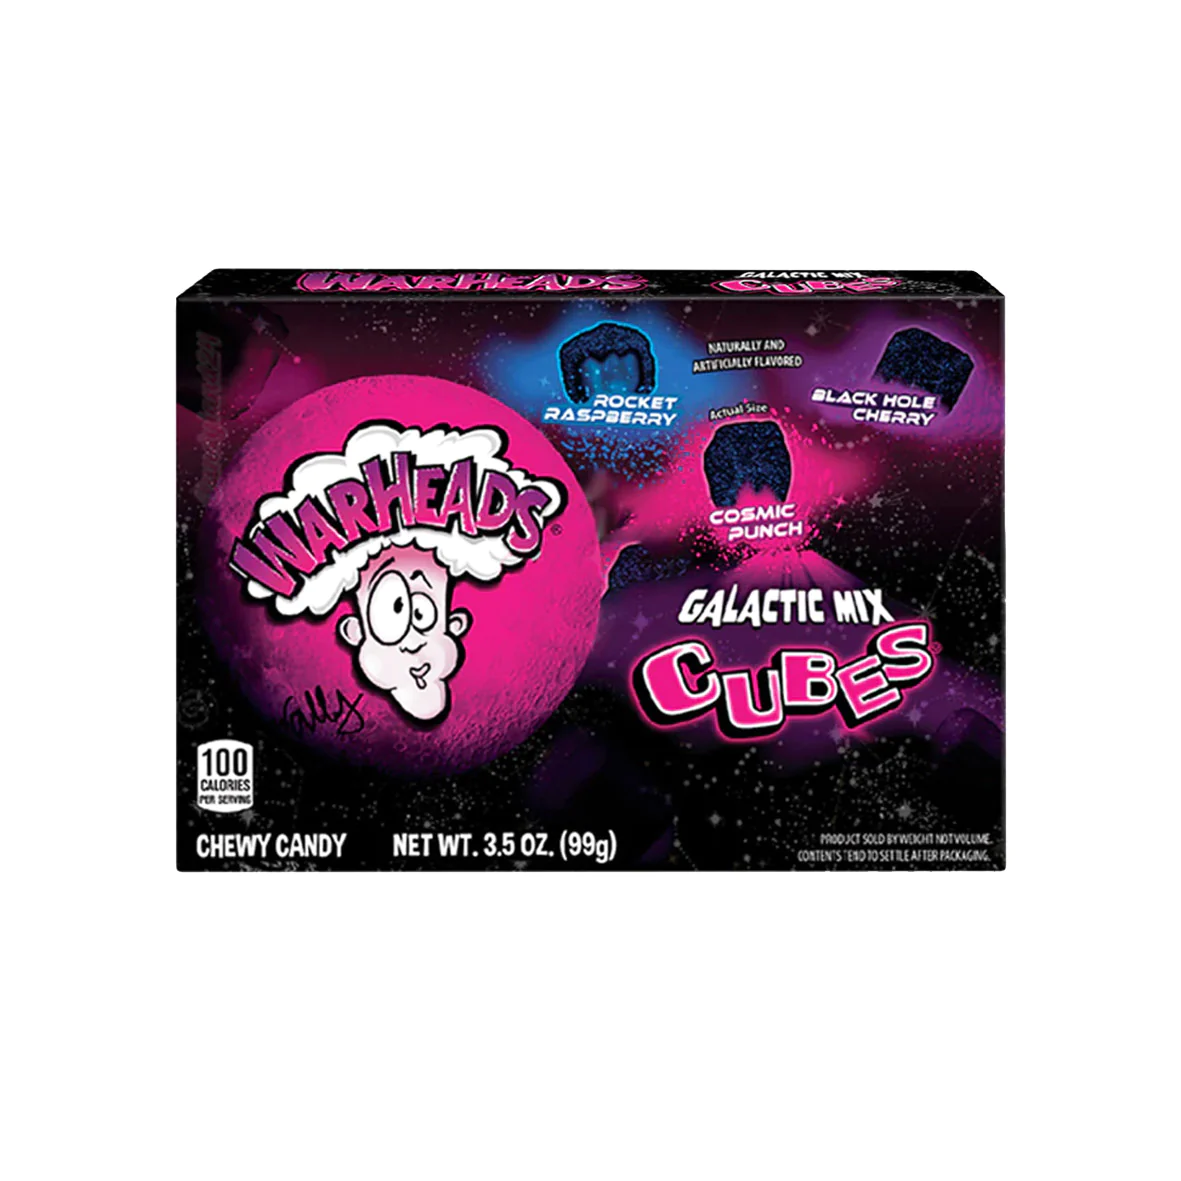 WARHEADS
GALACTIC MIX
CUBES
ROCKET
RASPBERRY
NATURALLY AND
ARTIFICIALLY FLAVORED
BLACK HOLE
CHERRY
Actual Size
COSMIC
PUNCH
WARHEADS®
GALACTIC MIX
CUBES®
Wally
100
CALORIES
PER SERVING
CHEWY CANDY
NET WT. 3.5 OZ. (99g)
PRODUCT SOLD BY WEIGHT NOT VOLUME.
CONTENTS TEND TO SETTLE AFTER PACKAGING.